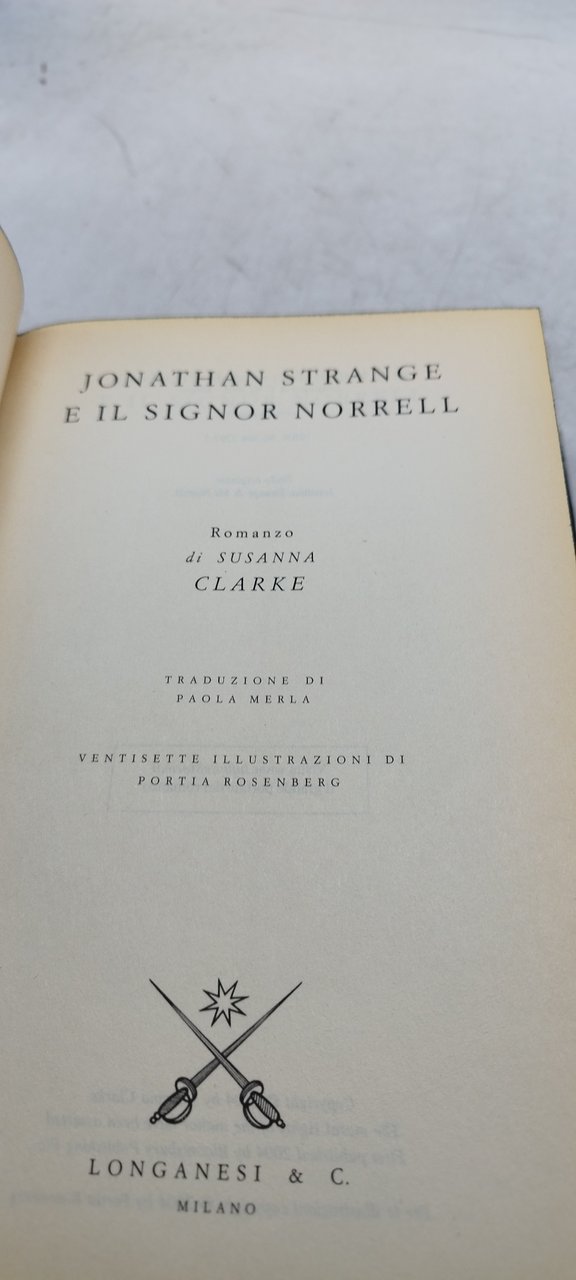 JONATHAN STRANGE
E IL SIGNOR NORRELL
Romanzo
di SUSANNA
CLARKE
TRADUZIONE DI
PAOLA MERLA
VENTISETTE ILLUSTRAZIONI DI
PORTIA ROSENBERG
LONGANESI & C.
MILANO